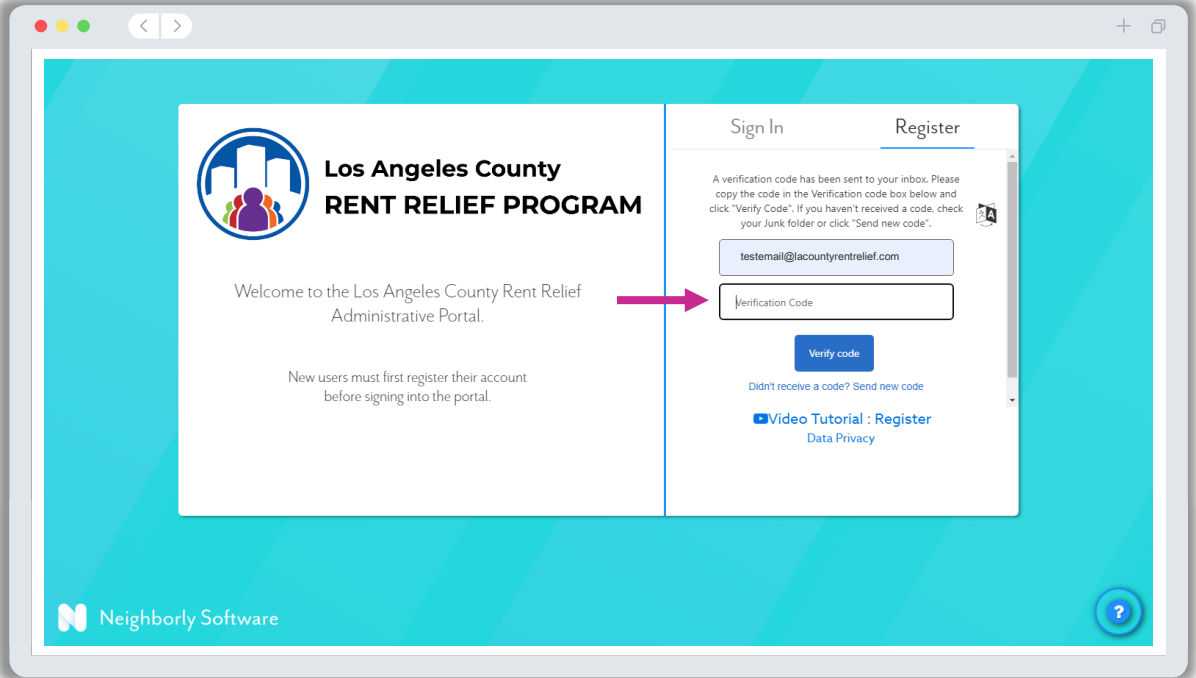 Los Angeles County
RENT RELIEF PROGRAM
Welcome to the Los Angeles County Rent Relief
Administrative Portal.
New users must first register their account
before signing into the portal.
Sign In
Register
A verification code has been sent to your inbox. Please
copy the code in the Verification code box below and
click "Verify Code". If you haven't received a code, check
your Junk folder or click "Send new code".
testemail@lacountyrentrelief.com
Verification Code
Verify code
Didn't receive a code? Send new code
Video Tutorial : Register
Data Privacy
Neighborly Software
?